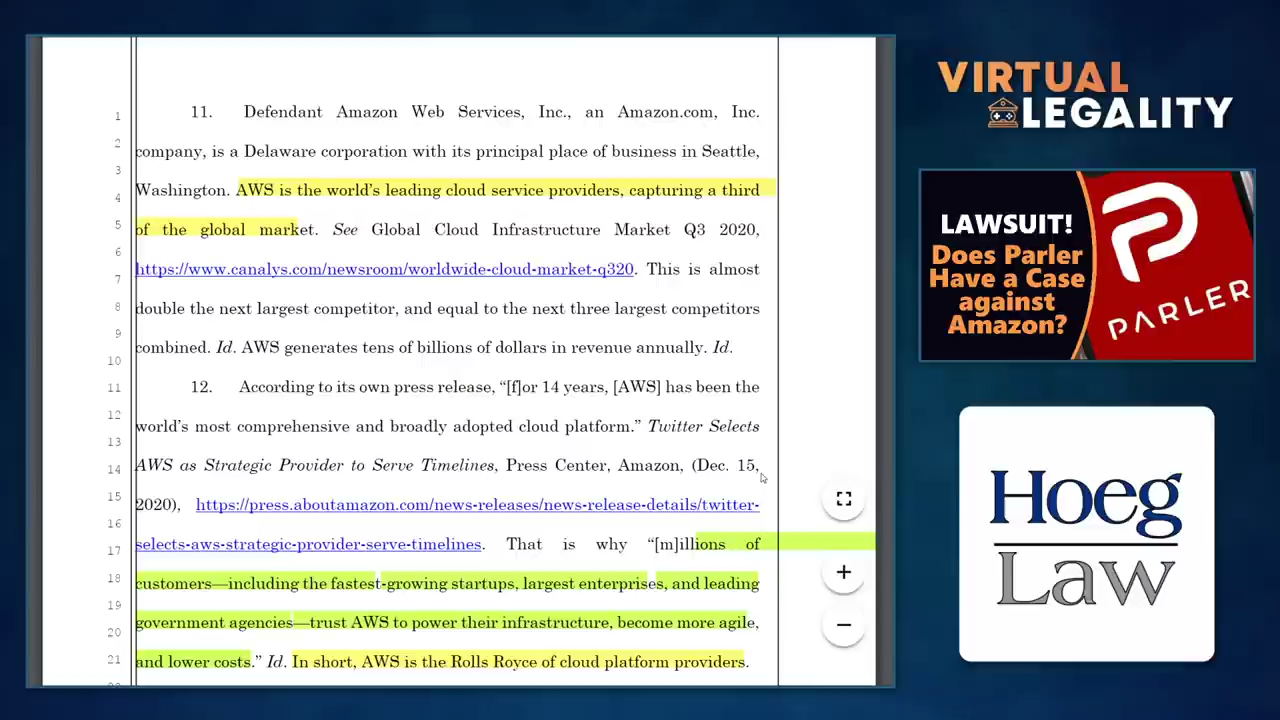 11. Defendant Amazon Web Services, Inc., an Amazon.com, Inc.
company, is a Delaware corporation with its principal place of business in Seattle,
Washington. AWS is the world's leading cloud service providers, capturing a third
of the global market. See Global Cloud Infrastructure Market Q3 2020,
https://www.canalys.com/newsroom/worldwide-cloud-market-q320. This is almost
double the next largest competitor, and equal to the next three largest competitors
combined. Id. AWS generates tens of billions of dollars in revenue annually. Id.
12. According to its own press release, “[f]or 14 years, [AWS] has been the
world's most comprehensive and broadly adopted cloud platform.” Twitter Selects
AWS as Strategic Provider to Serve Timelines, Press Center, Amazon, (Dec. 15,
2020), https://press.aboutamazon.com/news-releases/news-release-details/twitter-
selects-aws-strategic-provider-serve-timelines. That is why “[m]illions of
customers—including the fastest-growing startups, largest enterprises, and leading
government agencies—trust AWS to power their infrastructure, become more agile,
and lower costs.” Id. In short, AWS is the Rolls Royce of cloud platform providers.
1
2
3
4
5
6
7
8
9
10
11
12
13
14
15
16
17
18
19
20
21
VIRTUAL
LEGALITY
LAWSUIT!
Does Parler
Have a Case
against
Amazon?
PARLER
Hoeg
Law